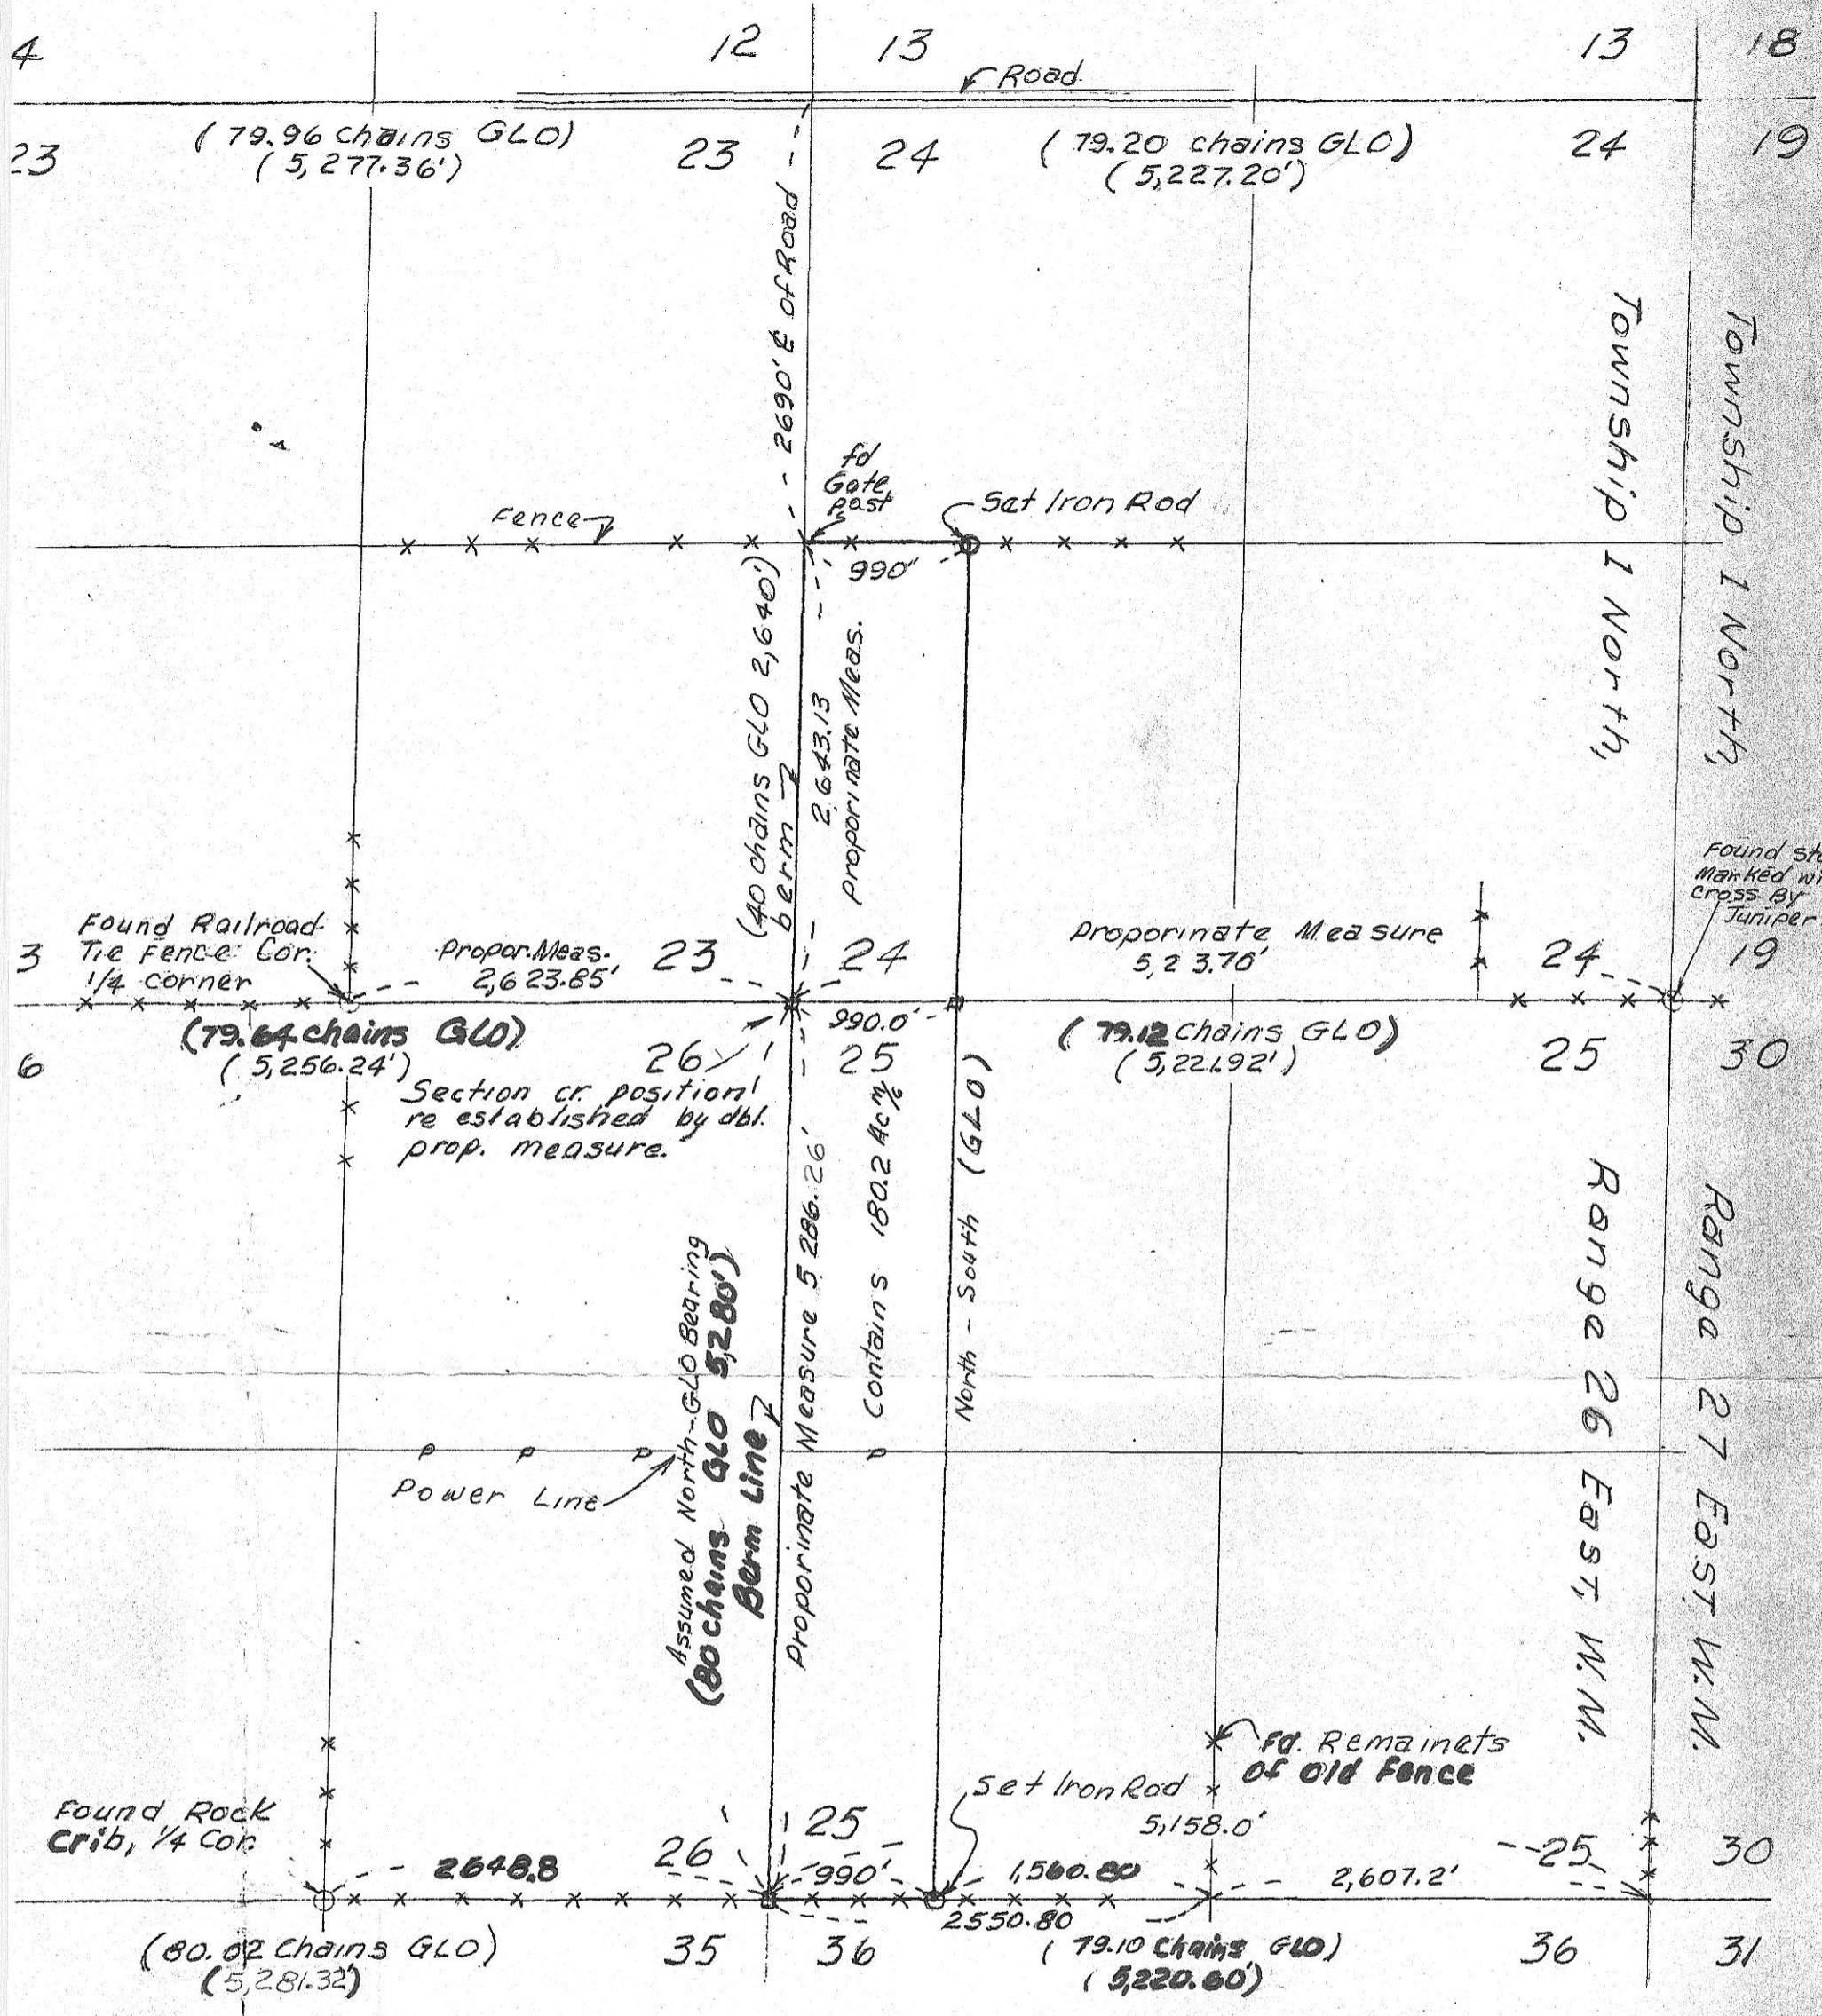 4
12
13
13
18
Road
(79.96 chains GLO)
(5,277.36')
23
23
24
(79.20 chains GLO)
(5,227.20')
24
19
2690' ₵ of Road
Township 1 North,
Township 1 North,
fd
Gate
Post
Set Iron Rod
Fence
990'
(40 chains GLO 2,640')
berm
2,643.13
Proporinate Meas.
Found
Marked
Cross By
Juniper
Found Railroad
Tie Fence Cor.
1/4 corner
3
Propor. Meas.
2,623.85'
23
24
Proporinate Measure
5,2 3.70'
24
19
(79.64 chains GLO)
(5,256.24')
990.0'
(79.12 Chains GLO)
(5,221.92')
6
26
25
25
30
Section cr. position
re established by dbl.
prop. measure.
Assumed North-GLO Bearing
(80 chains GLO 5,280')
Berm Line
Proporinate Measure 5 286.26'
Contains 180.2 Ac M/L
North - South (GLO)
Range 26 East, W.M.
Range 27 East W.M.
Power Line
Fd. Remainets
of old Fence
Set Iron Rod
5,158.0'
Found Rock
Crib, 1/4 Cor.
26
25
25
30
2648.8
990'
1,560.80
2,607.2'
2550.80
(80.02 Chains GLO)
(5,281.32')
35
36
(79.10 Chains GLO)
(5,220.60')
36
31